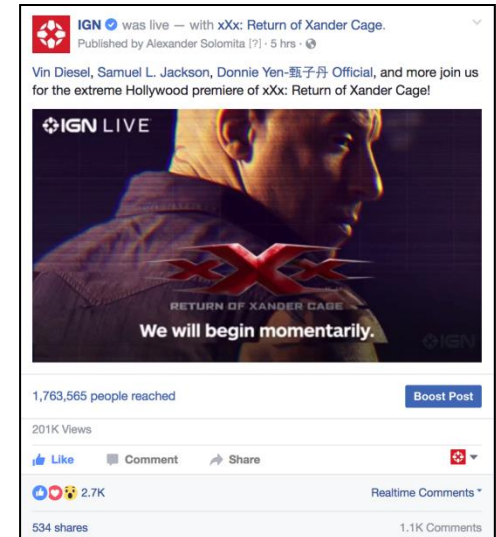 IGN was live — with xXx: Return of Xander Cage.
Published by Alexander Solomita [?] · 5 hrs ·
Vin Diesel, Samuel L. Jackson, Donnie Yen-甄子丹 Official, and more join us
for the extreme Hollywood premiere of xXx: Return of Xander Cage!
IGN LIVE
xXx
RETURN OF XANDER CAGE
We will begin momentarily.
IGN
1,763,565 people reached
Boost Post
201K Views
Like Comment Share
2.7K
Realtime Comments
534 shares
1.1K Comments